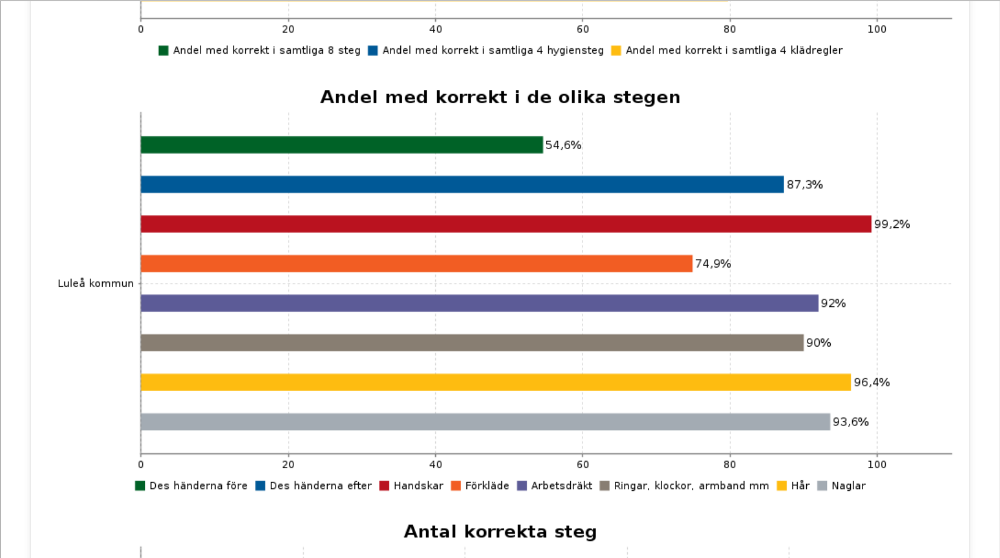 0 20 40 60 80 100
Andel med korrekt i samtliga 8 steg Andel med korrekt i samtliga 4 hygiensteg Andel med korrekt i samtliga 4 klädregler
Andel med korrekt i de olika stegen
54,6%
87,3%
99,2%
74,9%
Luleå kommun
92%
90%
96,4%
93,6%
0 20 40 60 80 100
Des händerna före Des händerna efter Handskar Förkläde Arbetsdräkt Ringar, klockor, armband mm Hår Naglar
Antal korrekta steg